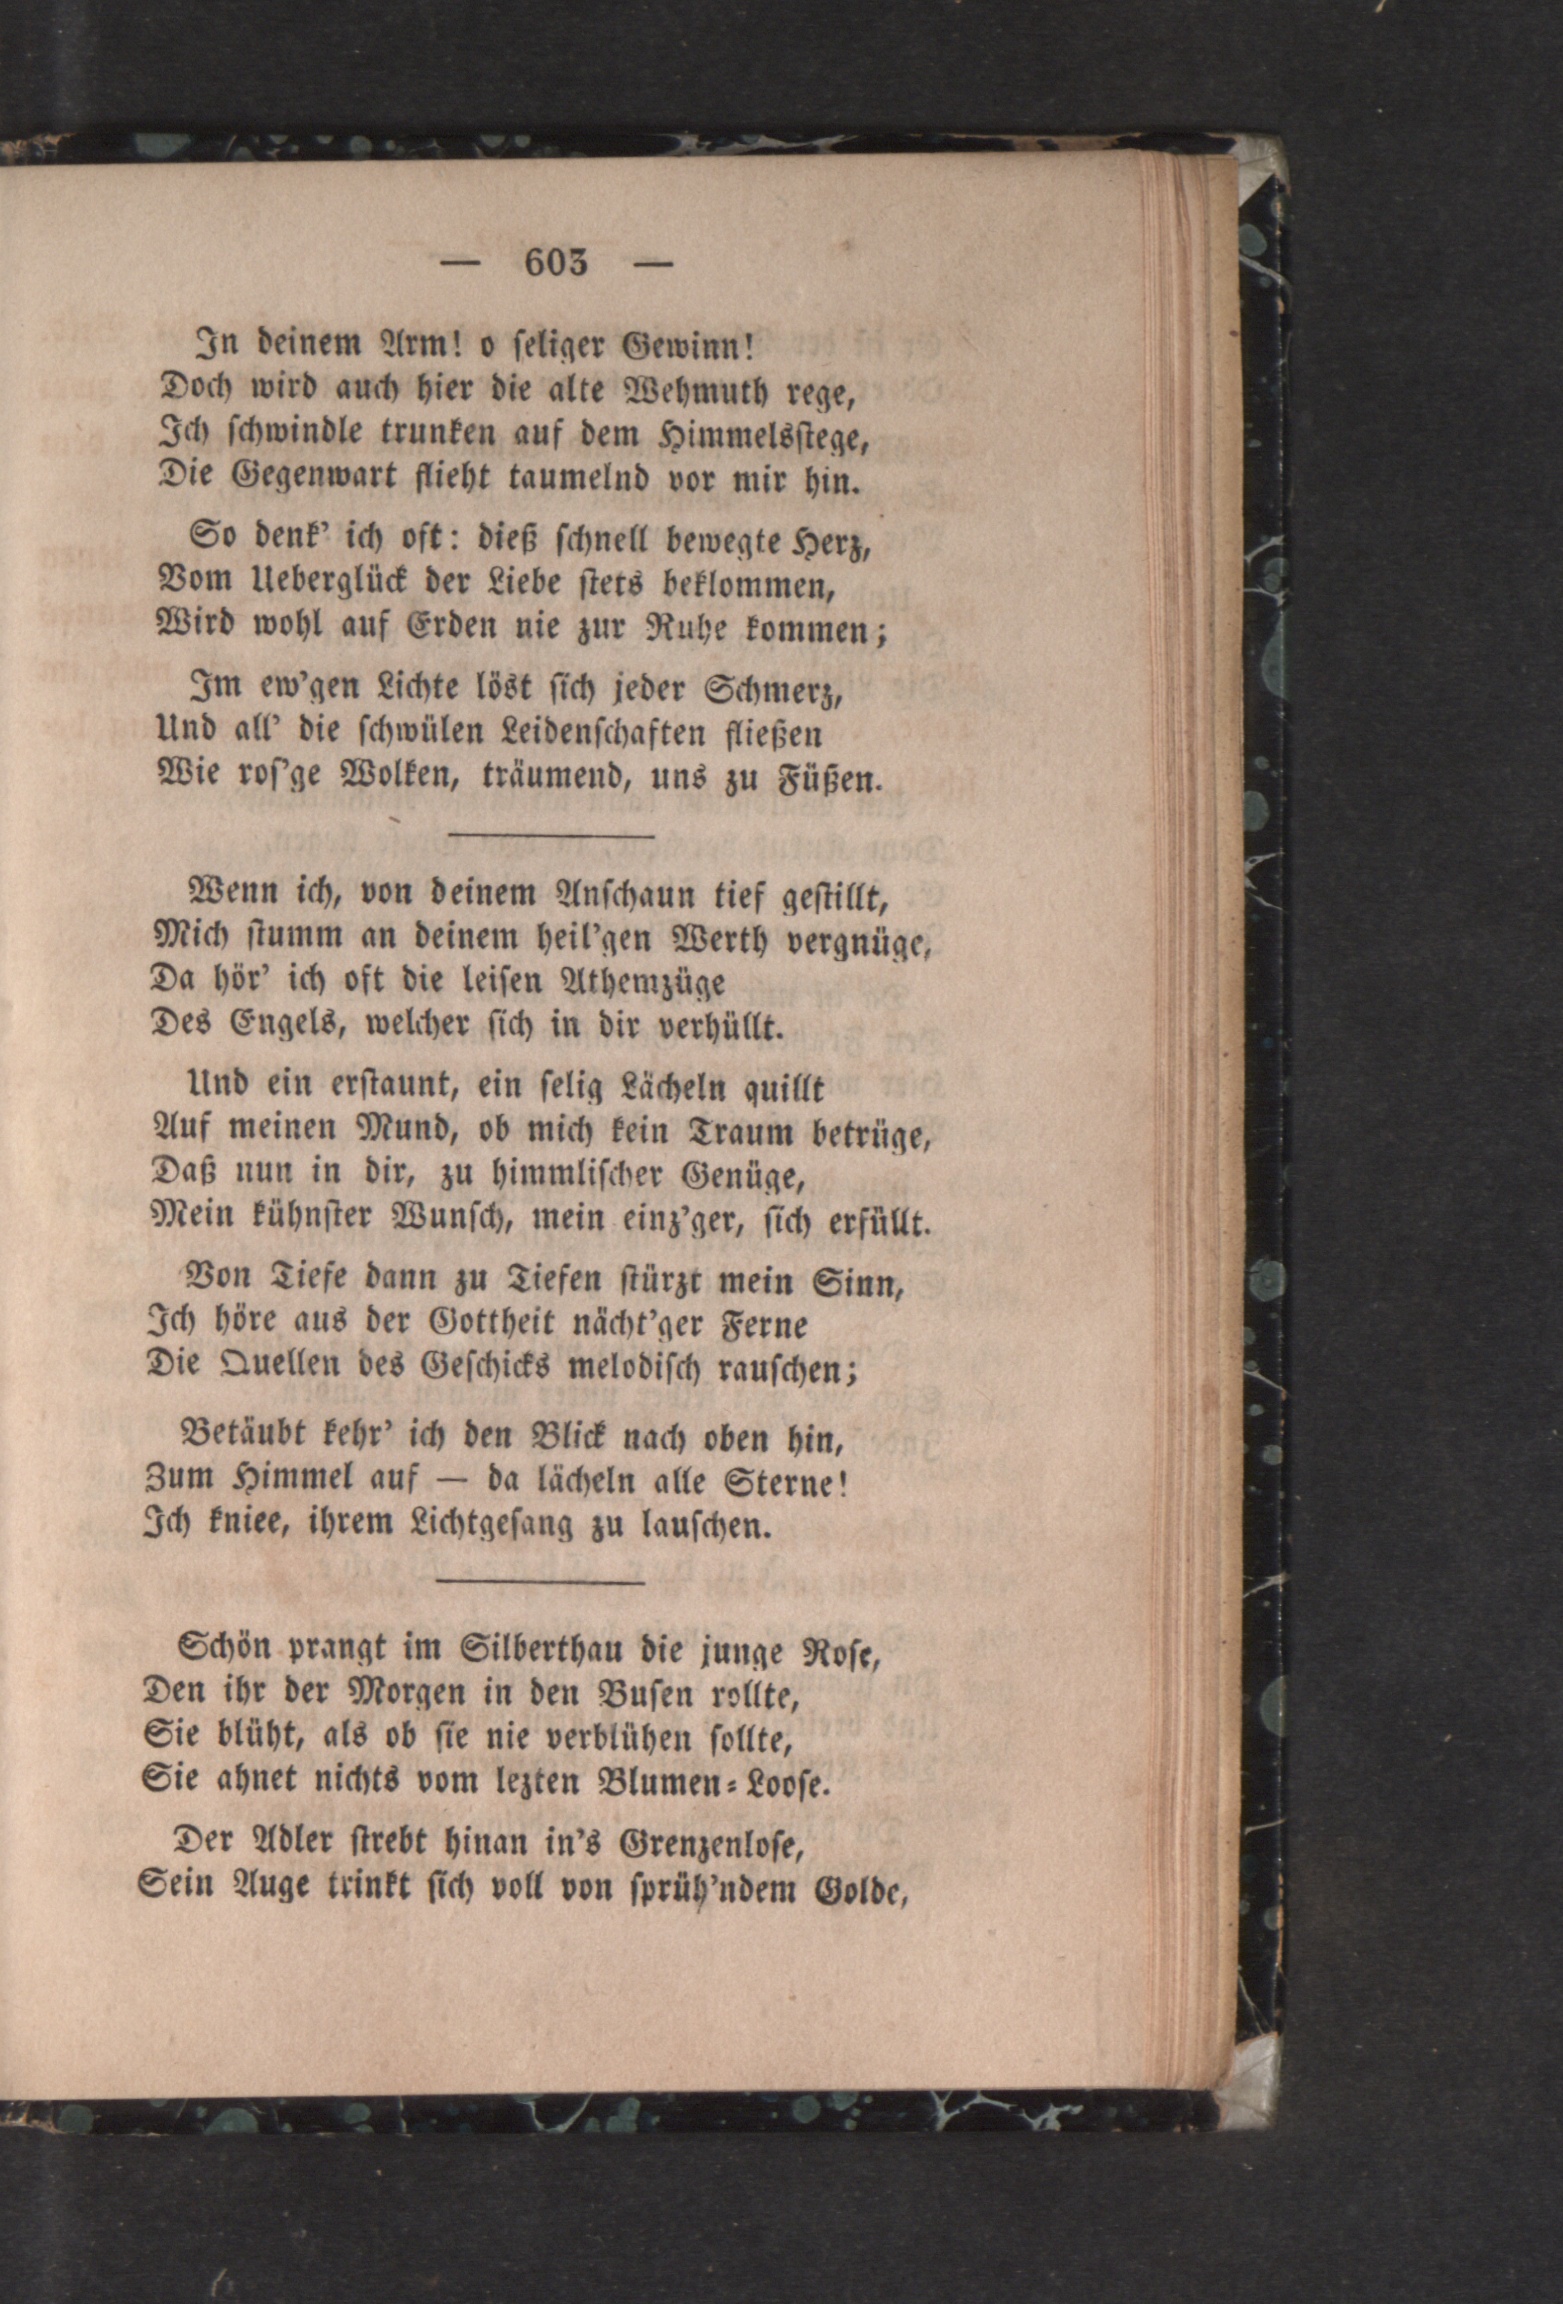 — 603 —
In deinem Arm! o ſeliger Gewinn!
Doch wird auch hier die alte Wehmuth rege,
Ich ſchwindle trunken auf dem Himmelsſtege,
Die Gegenwart flieht taumelnd vor mir hin.
So denk' ich oft: dieß ſchnell bewegte Herz,
Vom Ueberglück der Liebe ſtets beklommen,
Wird wohl auf Erden nie zur Ruhe kommen;
Im ew'gen Lichte löst ſich jeder Schmerz,
Und all' die ſchwülen Leidenſchaften fließen
Wie roſ'ge Wolken, träumend, uns zu Füßen.
Wenn ich, von deinem Anſchaun tief geſtillt,
Mich ſtumm an deinem heil'gen Werth vergnüge,
Da hör' ich oft die leiſen Athemzüge
Des Engels, welcher ſich in dir verhüllt.
Und ein erſtaunt, ein ſelig Lächeln quillt
Auf meinen Mund, ob mich kein Traum betrüge,
Daß nun in dir, zu himmliſcher Genüge,
Mein kühnſter Wunſch, mein einz'ger, ſich erfüllt.
Von Tiefe dann zu Tiefen ſtürzt mein Sinn,
Ich höre aus der Gottheit nächt'ger Ferne
Die Quellen des Geſchicks melodiſch rauſchen;
Betäubt kehr' ich den Blick nach oben hin,
Zum Himmel auf — da lächeln alle Sterne!
Ich kniee, ihrem Lichtgeſang zu lauſchen.
Schön prangt im Silberthau die junge Roſe,
Den ihr der Morgen in den Buſen rollte,
Sie blüht, als ob ſie nie verblühen ſollte,
Sie ahnet nichts vom lezten Blumen-Looſe.
Der Adler ſtrebt hinan in's Grenzenloſe,
Sein Auge trinkt ſich voll von ſprüh'ndem Golde,